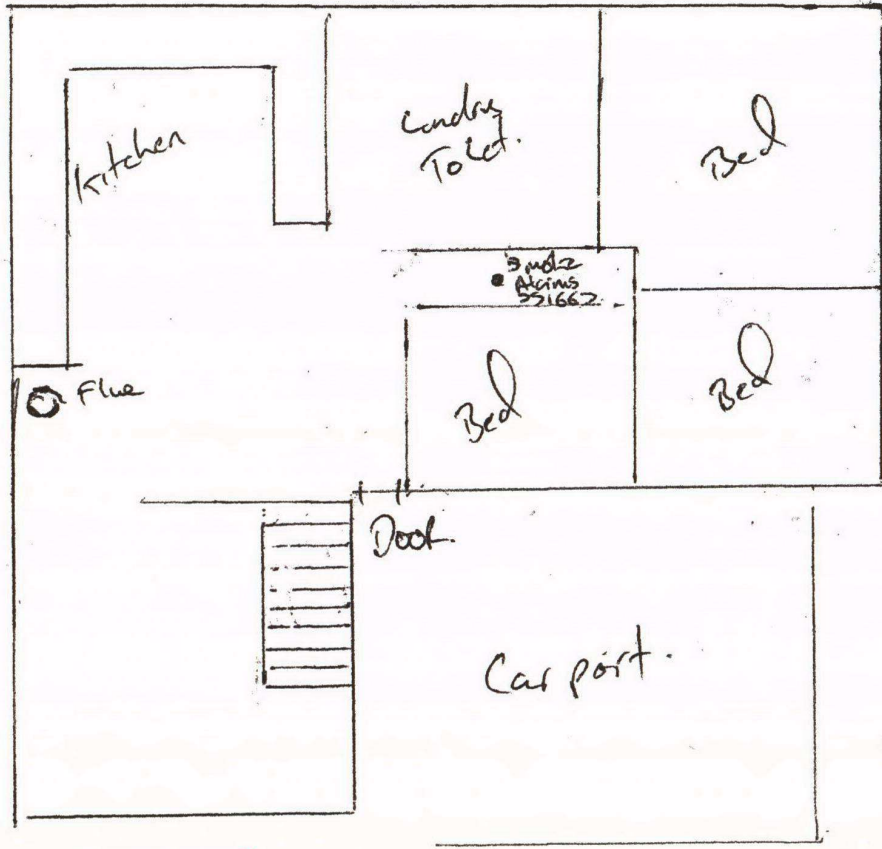 Kitchen
Laundry
Toilet.
Bed
Smoke
Alarms
Flue
Bed
Bed
Door.
Car port.